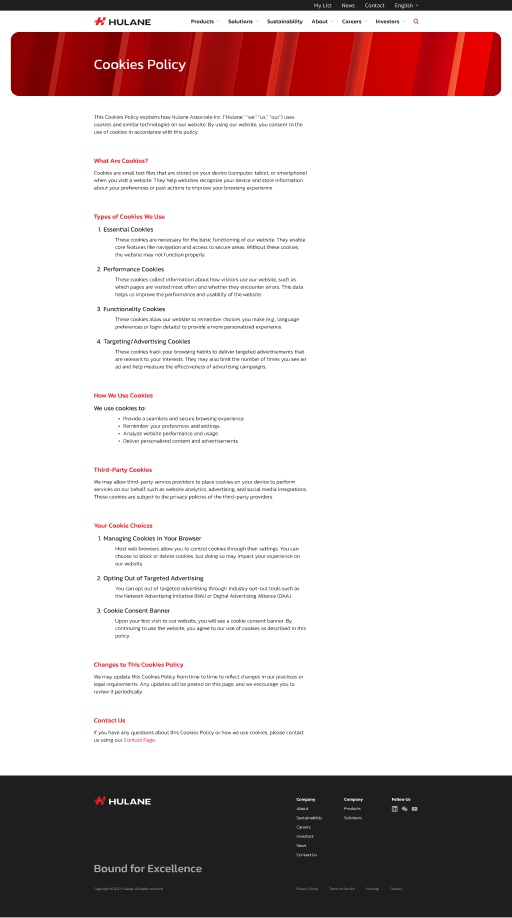 My List News Contact English
HULANE Products Solutions Sustainability About Careers Investors
Cookies Policy
This Cookies Policy explains how Hulane Associate Inc ("Hulane," "we," "us," "our") uses
cookies and similar technologies on our website. By using our website, you consent to the
use of cookies in accordance with this policy.
What Are Cookies?
Cookies are small text files that are stored on your device (computer, tablet, or smartphone)
when you visit a website. They help websites recognize your device and store information
about your preferences or past actions to improve your browsing experience.
Types of Cookies We Use
1. Essential Cookies
These cookies are necessary for the basic functioning of our website. They enable
core features like navigation and access to secure areas. Without these cookies,
the website may not function properly.
2. Performance Cookies
These cookies collect information about how visitors use our website, such as
which pages are visited most often and whether they encounter errors. This data
helps us improve the performance and usability of the website.
3. Functionality Cookies
These cookies allow our website to remember choices you make (e.g., language
preferences or login details) to provide a more personalized experience.
4. Targeting/Advertising Cookies
These cookies track your browsing habits to deliver targeted advertisements that
are relevant to your interests. They may also limit the number of times you see an
ad and help measure the effectiveness of advertising campaigns.
How We Use Cookies
We use cookies to:
• Provide a seamless and secure browsing experience.
• Remember your preferences and settings.
• Analyze website performance and usage.
• Deliver personalized content and advertisements.
Third-Party Cookies
We may allow third-party service providers to place cookies on your device to perform
services on our behalf, such as website analytics, advertising, and social media integrations.
These cookies are subject to the privacy policies of the third-party providers.
Your Cookie Choices
1. Managing Cookies in Your Browser
Most web browsers allow you to control cookies through their settings. You can
choose to block or delete cookies, but doing so may impact your experience on
our website.
2. Opting Out of Targeted Advertising
You can opt out of targeted advertising through industry opt-out tools such as
the Network Advertising Initiative (NAI) or Digital Advertising Alliance (DAA).
3. Cookie Consent Banner
Upon your first visit to our website, you will see a cookie consent banner. By
continuing to use the website, you agree to our use of cookies as described in this
policy.
Changes to This Cookies Policy
We may update this Cookies Policy from time to time to reflect changes in our practices or
legal requirements. Any updates will be posted on this page, and we encourage you to
review it periodically.
Contact Us
If you have any questions about this Cookies Policy or how we use cookies, please contact
us using our Contact Page.
HULANE
Company Company Follow Us
About Products
Sustainability Solutions
Careers
Investors
News
Contact Us
Bound for Excellence
Copyright © 2023 Hulane. All rights reserved. Privacy Policy Terms of Service Sitemap Cookies